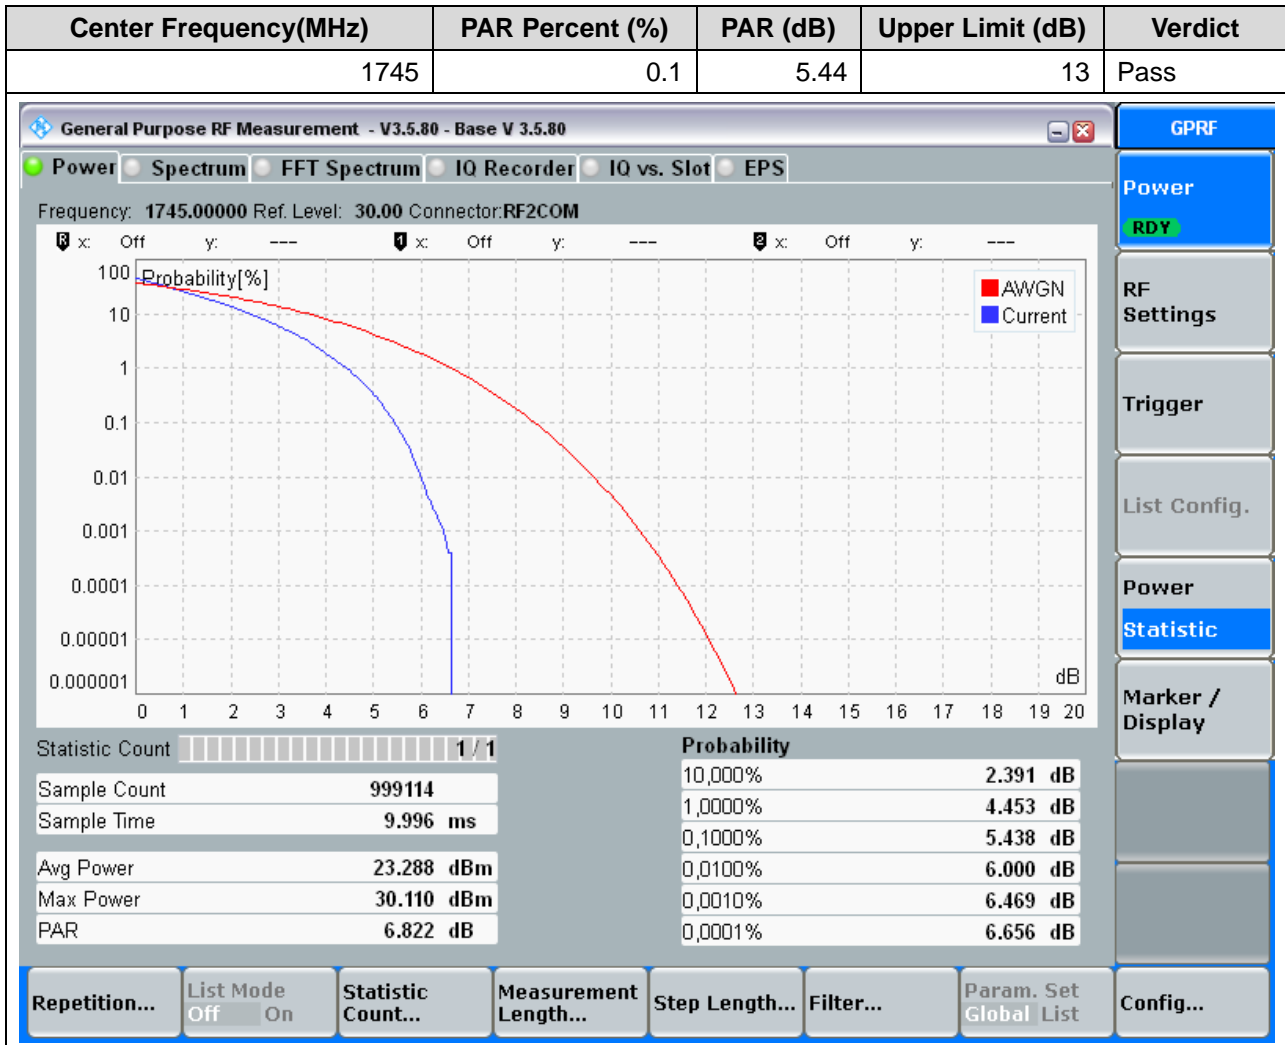 Center Frequency(MHz) PAR Percent (%) PAR (dB) Upper Limit (dB) Verdict
1745 0.1 5.44 13 Pass
General Purpose RF Measurement - V3.5.80 - Base V 3.5.80
GPRF
Power Spectrum FFT Spectrum IQ Recorder IQ vs. Slot EPS
Frequency: 1745.00000 Ref. Level: 30.00 Connector:RF2COM
R x: Off y: --- 1 x: Off y: --- 2 x: Off y: ---
Probability[%]
AWGN
Current
100
10
1
0.1
0.01
0.001
0.0001
0.00001
0.000001
dB
0 1 2 3 4 5 6 7 8 9 10 11 12 13 14 15 16 17 18 19 20
Statistic Count 1 / 1
Sample Count 999114
Sample Time 9.996 ms
Avg Power 23.288 dBm
Max Power 30.110 dBm
PAR 6.822 dB
Probability
10,000% 2.391 dB
1,0000% 4.453 dB
0,1000% 5.438 dB
0,0100% 6.000 dB
0,0010% 6.469 dB
0,0001% 6.656 dB
Power
RDY
RF
Settings
Trigger
List Config.
Power
Statistic
Marker /
Display
Repetition...
List Mode
Off On
Statistic
Count...
Measurement
Length...
Step Length...
Filter...
Param. Set
Global List
Config...